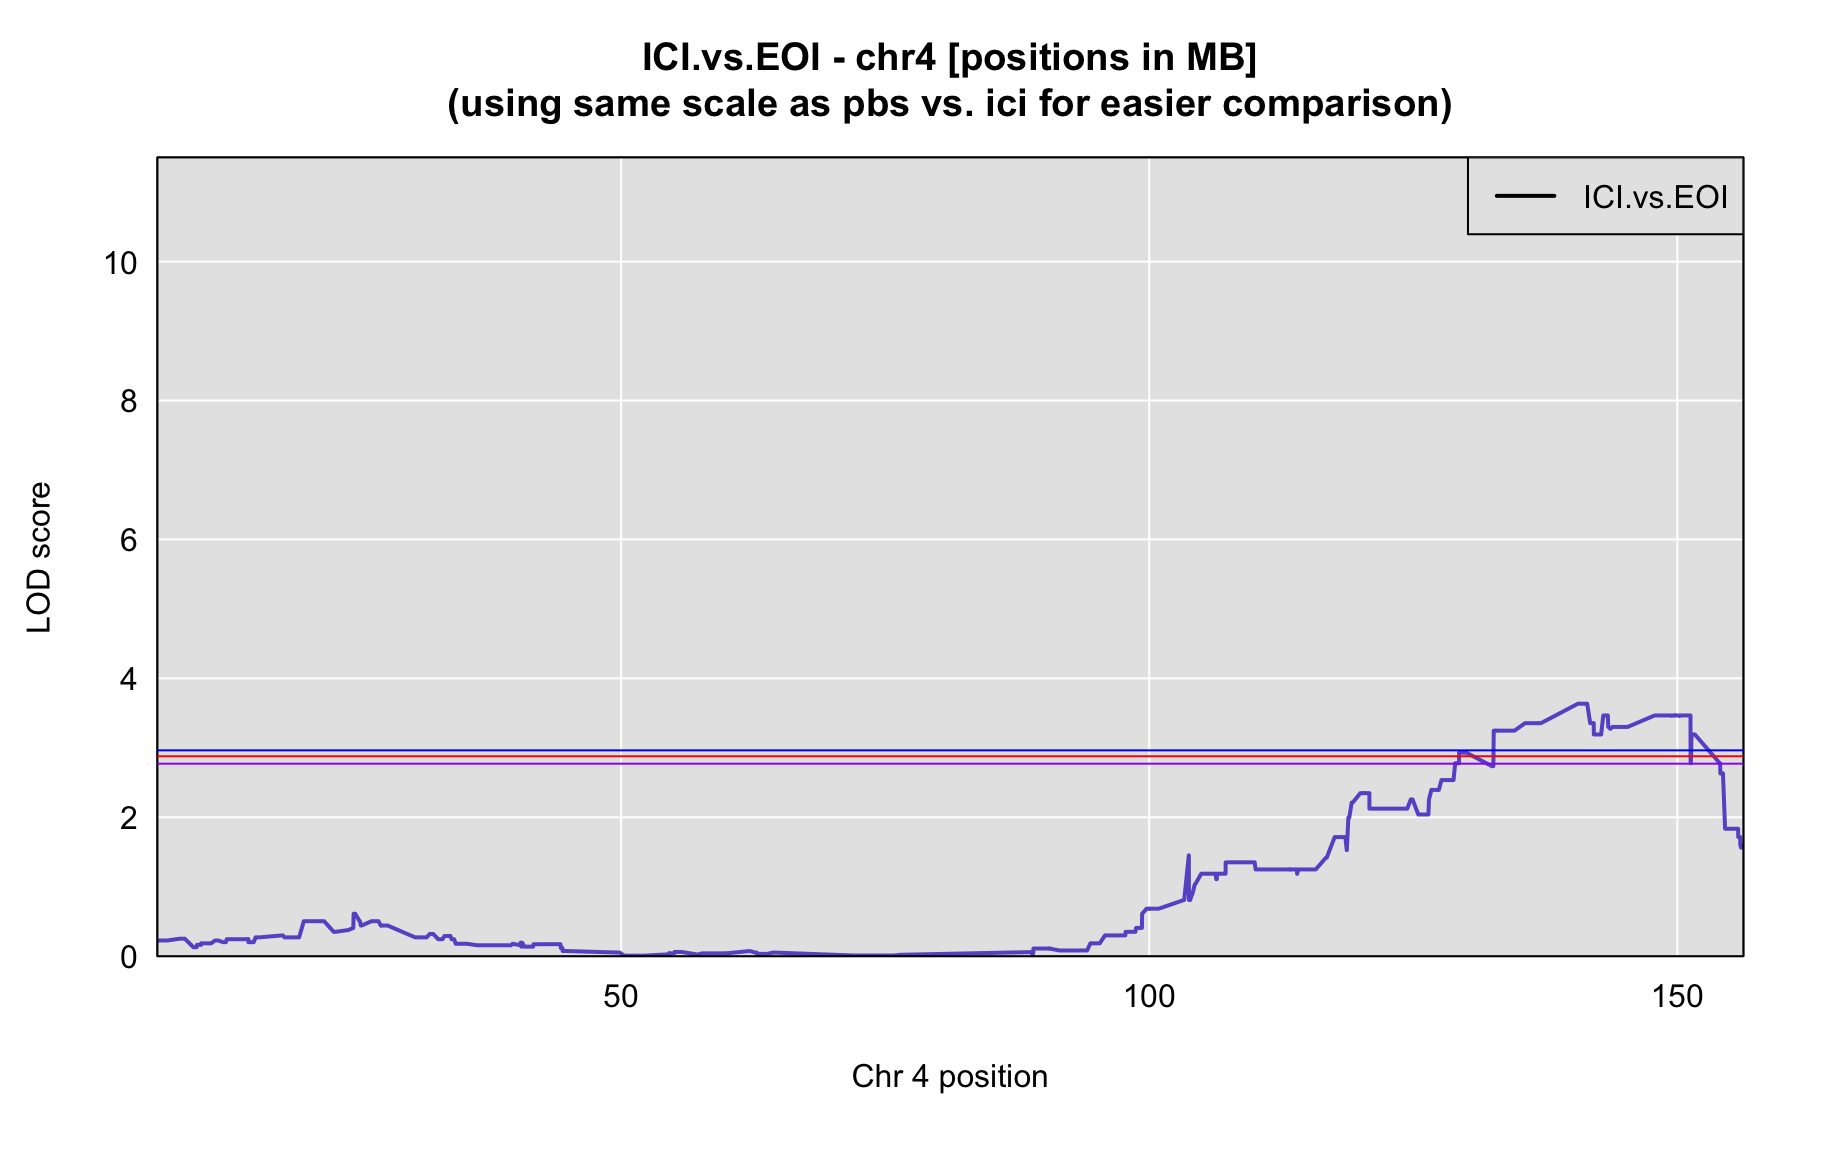 ICI.vs.EOI - chr4 [positions in MB]
(using same scale as pbs vs. ici for easier comparison)
ICI.vs.EOI
10
8
6
4
2
0
LOD score
50
100
150
Chr 4 position